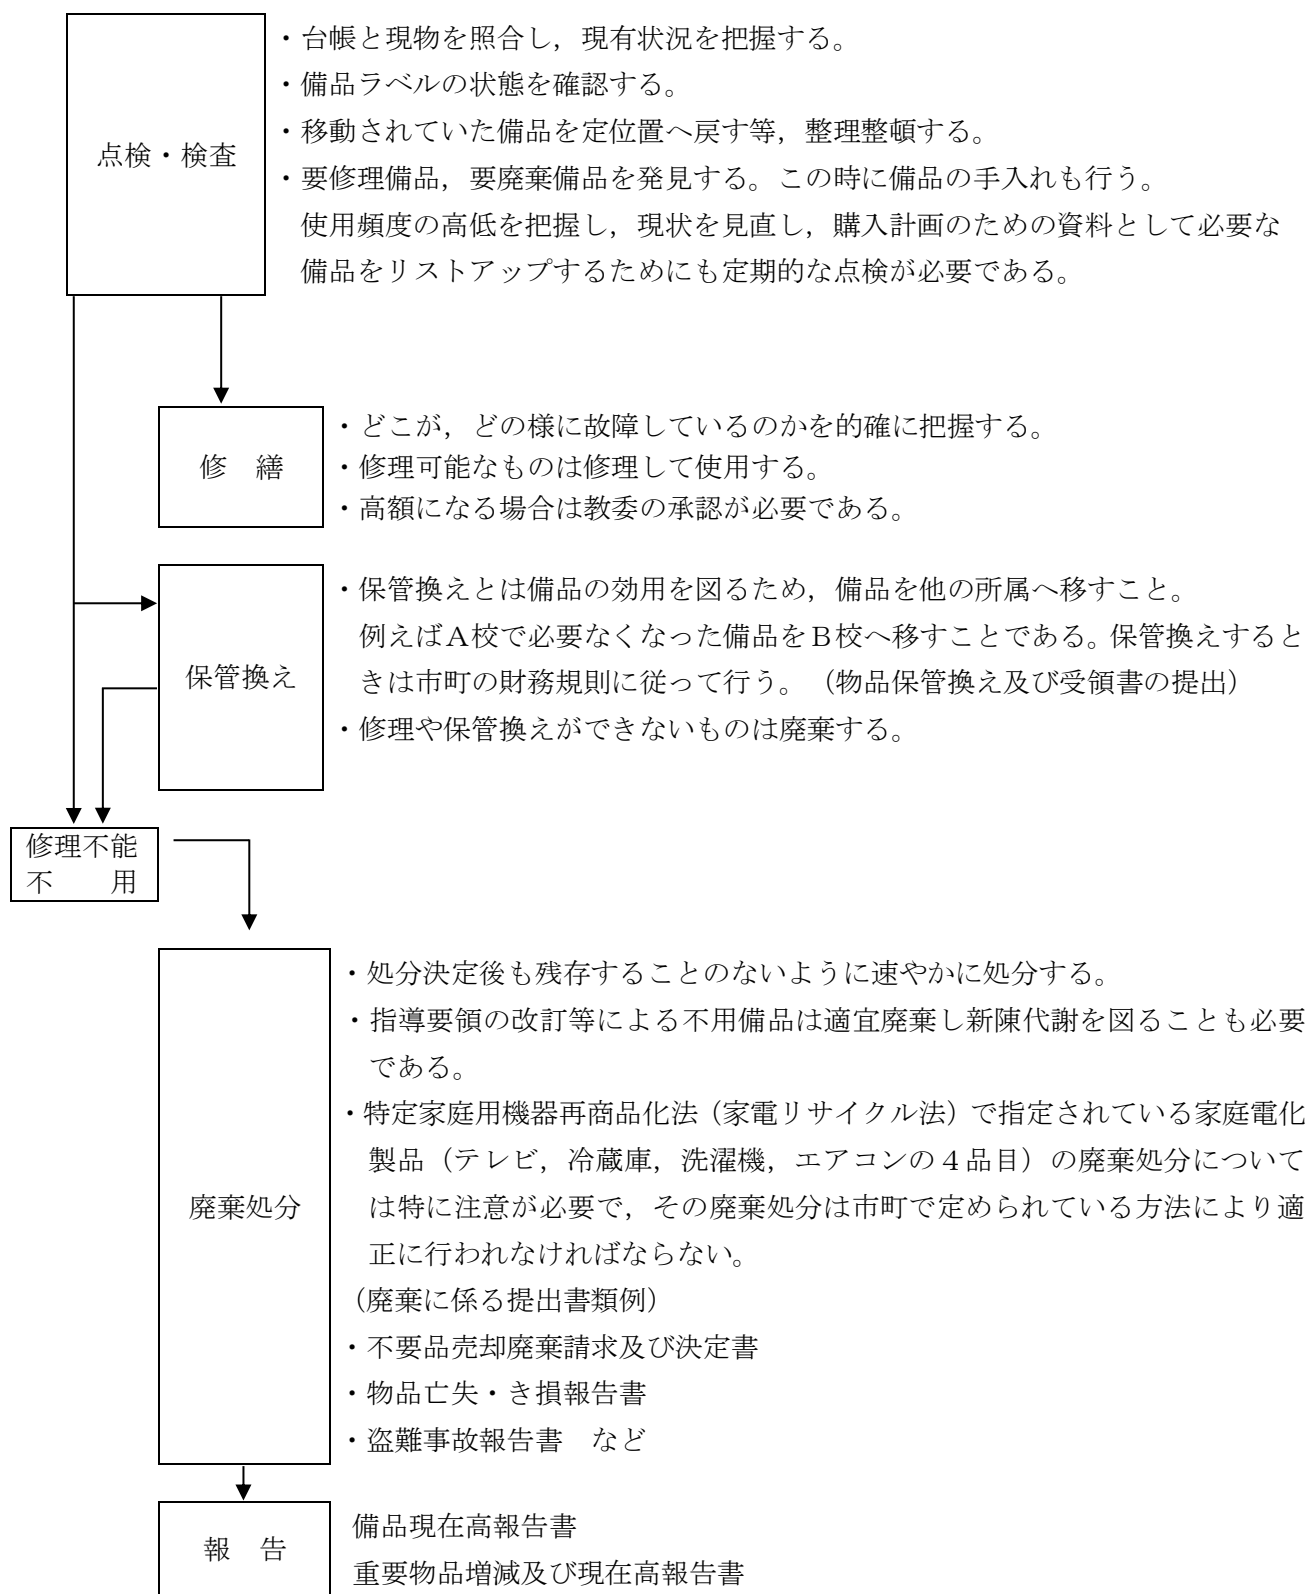 ・台帳と現物を照合し，現有状況を把握する。
・備品ラベルの状態を確認する。
・移動されていた備品を定位置へ戻す等，整理整頓する。
点検・検査
・要修理備品，要廃棄備品を発見する。この時に備品の手入れも行う。
使用頻度の高低を把握し，現状を見直し，購入計画のための資料として必要な
備品をリストアップするためにも定期的な点検が必要である。
・どこが，どの様に故障しているのかを的確に把握する。
修　繕
・修理可能なものは修理して使用する。
・高額になる場合は教委の承認が必要である。
・保管換えとは備品の効用を図るため，備品を他の所属へ移すこと。
例えばＡ校で必要なくなった備品をＢ校へ移すことである。保管換えすると
保管換え
きは市町の財務規則に従って行う。（物品保管換え及び受領書の提出）
・修理や保管換えができないものは廃棄する。
修理不能
不　　用
・処分決定後も残存することのないように速やかに処分する。
・指導要領の改訂等による不用備品は適宜廃棄し新陳代謝を図ることも必要
である。
・特定家庭用機器再商品化法（家電リサイクル法）で指定されている家庭電化
製品（テレビ，冷蔵庫，洗濯機，エアコンの４品目）の廃棄処分について
廃棄処分
は特に注意が必要で，その廃棄処分は市町で定められている方法により適
正に行われなければならない。
（廃棄に係る提出書類例）
・不要品売却廃棄請求及び決定書
・物品亡失・き損報告書
・盗難事故報告書　など
報　告
備品現在高報告書
重要物品増減及び現在高報告書